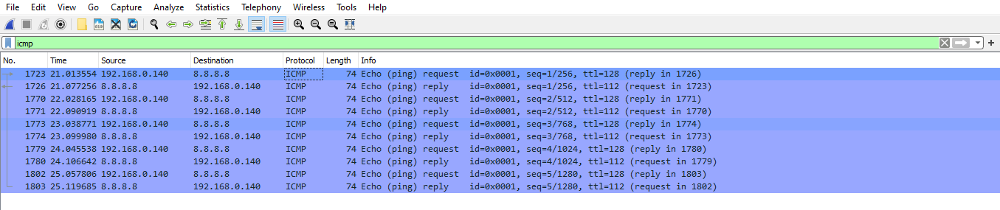 File Edit View Go Capture Analyze Statistics Telephony Wireless Tools Help
icmp
No. Time Source Destination Protocol Length Info
1723 21.013554 192.168.0.140 8.8.8.8 ICMP 74 Echo (ping) request id=0x0001, seq=1/256, ttl=128 (reply in 1726)
1726 21.077256 8.8.8.8 192.168.0.140 ICMP 74 Echo (ping) reply id=0x0001, seq=1/256, ttl=112 (request in 1723)
1770 22.028165 192.168.0.140 8.8.8.8 ICMP 74 Echo (ping) request id=0x0001, seq=2/512, ttl=128 (reply in 1771)
1771 22.090919 8.8.8.8 192.168.0.140 ICMP 74 Echo (ping) reply id=0x0001, seq=2/512, ttl=112 (request in 1770)
1773 23.038771 192.168.0.140 8.8.8.8 ICMP 74 Echo (ping) request id=0x0001, seq=3/768, ttl=128 (reply in 1774)
1774 23.099980 8.8.8.8 192.168.0.140 ICMP 74 Echo (ping) reply id=0x0001, seq=3/768, ttl=112 (request in 1773)
1779 24.045538 192.168.0.140 8.8.8.8 ICMP 74 Echo (ping) request id=0x0001, seq=4/1024, ttl=128 (reply in 1780)
1780 24.106642 8.8.8.8 192.168.0.140 ICMP 74 Echo (ping) reply id=0x0001, seq=4/1024, ttl=112 (request in 1779)
1802 25.057806 192.168.0.140 8.8.8.8 ICMP 74 Echo (ping) request id=0x0001, seq=5/1280, ttl=128 (reply in 1803)
1803 25.119685 8.8.8.8 192.168.0.140 ICMP 74 Echo (ping) reply id=0x0001, seq=5/1280, ttl=112 (request in 1802)